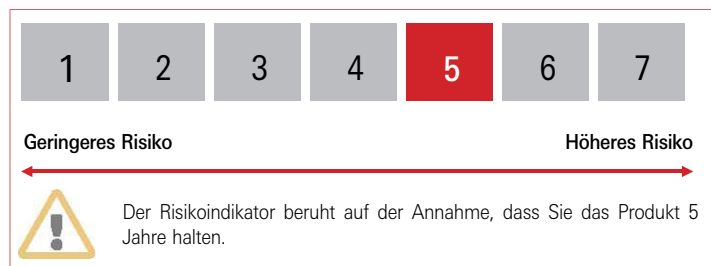 1 2 3 4 5 6 7
Geringeres Risiko Höheres Risiko
Der Risikoindikator beruht auf der Annahme, dass Sie das Produkt 5
Jahre halten.